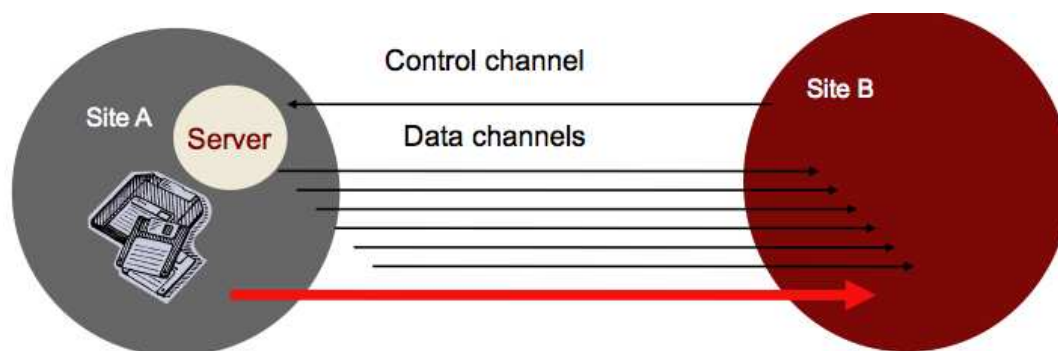 Control channel
Site A
Site B
Server
Data channels